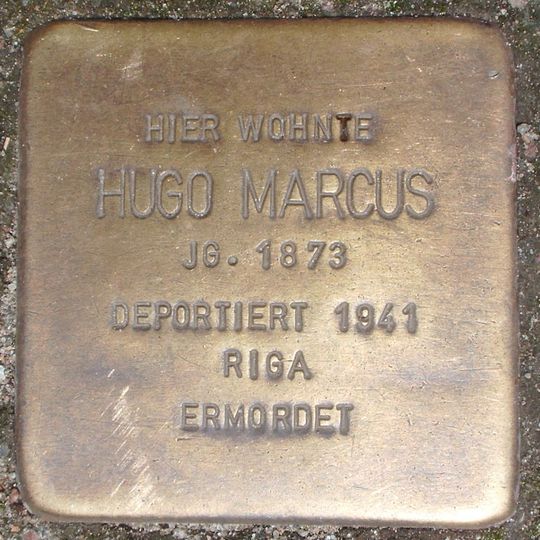 HIER WOHNTE
HUGO MARCUS
JG. 1873
DEPORTIERT 1941
RIGA
ERMORDET